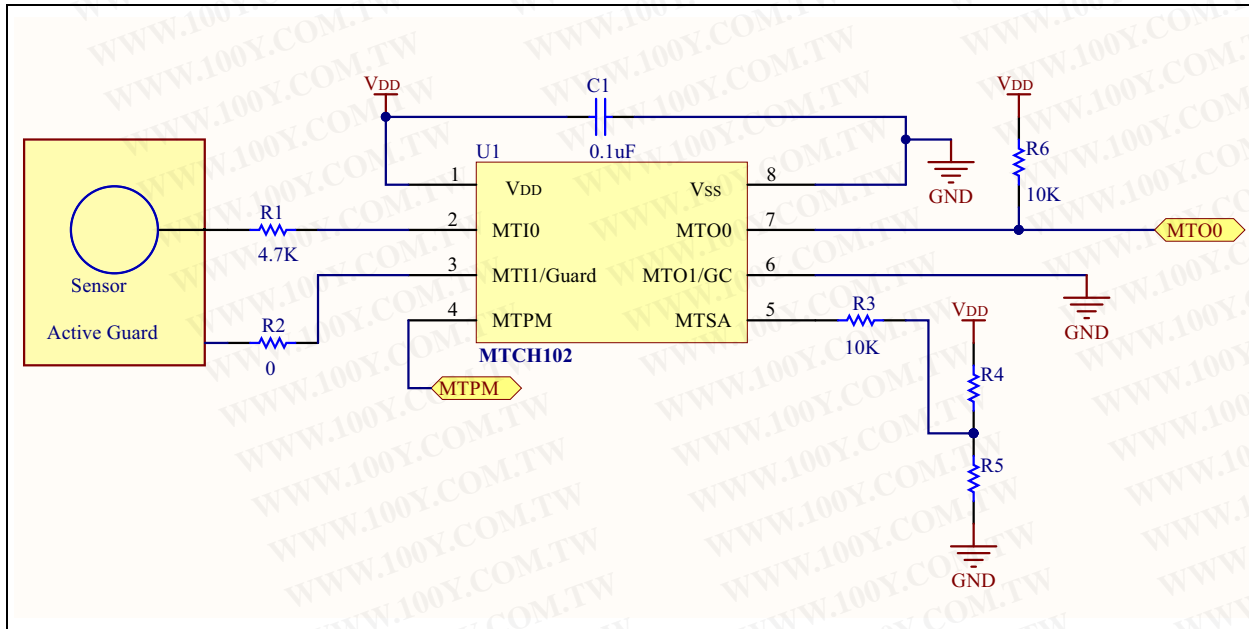 VDD
C1
0.1uF
VDD
U1
R6
10K
GND
1
VDD
VSS
8
2
MTI0
MTO0
7
MTO0
3
MTI1/Guard
MTO1/GC
6
GND
4
MTPM
MTSA
5
MTCH102
MTPM
R1
4.7K
R2
0
Sensor
Active Guard
R3
10K
VDD
R4
R5
GND
WWW.100Y.COM.TW